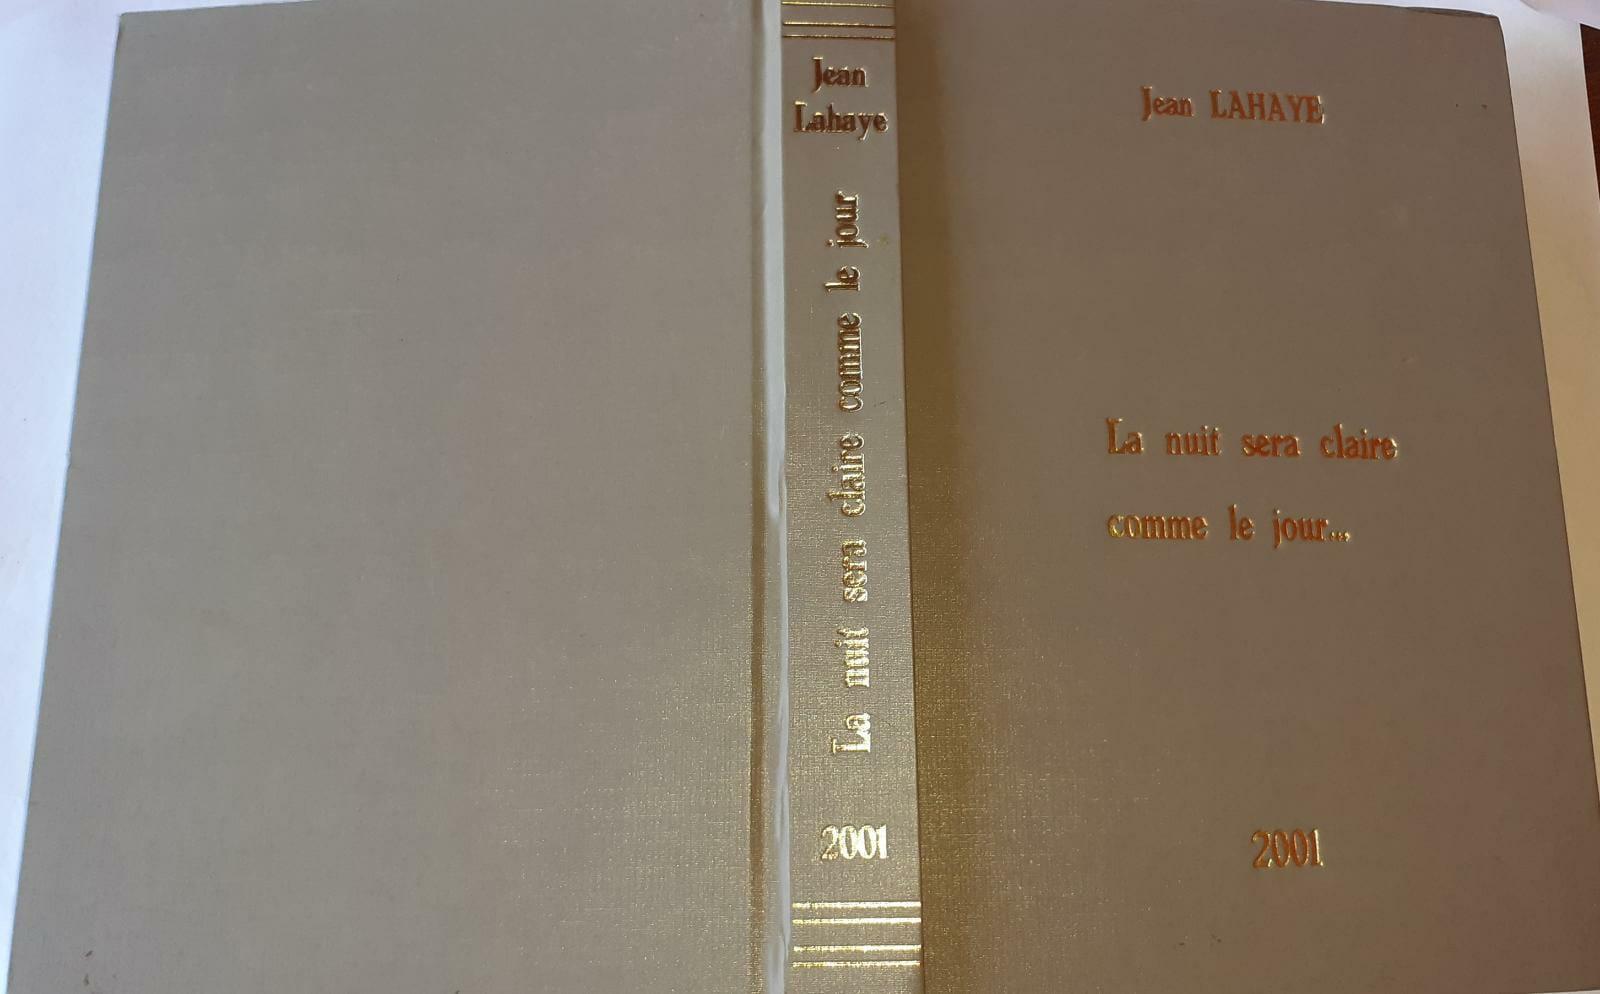 Jean
Lahaye
La nuit sera claire comme le jour
2001
Jean LAHAYE
La nuit sera claire
comme le jour...
2001